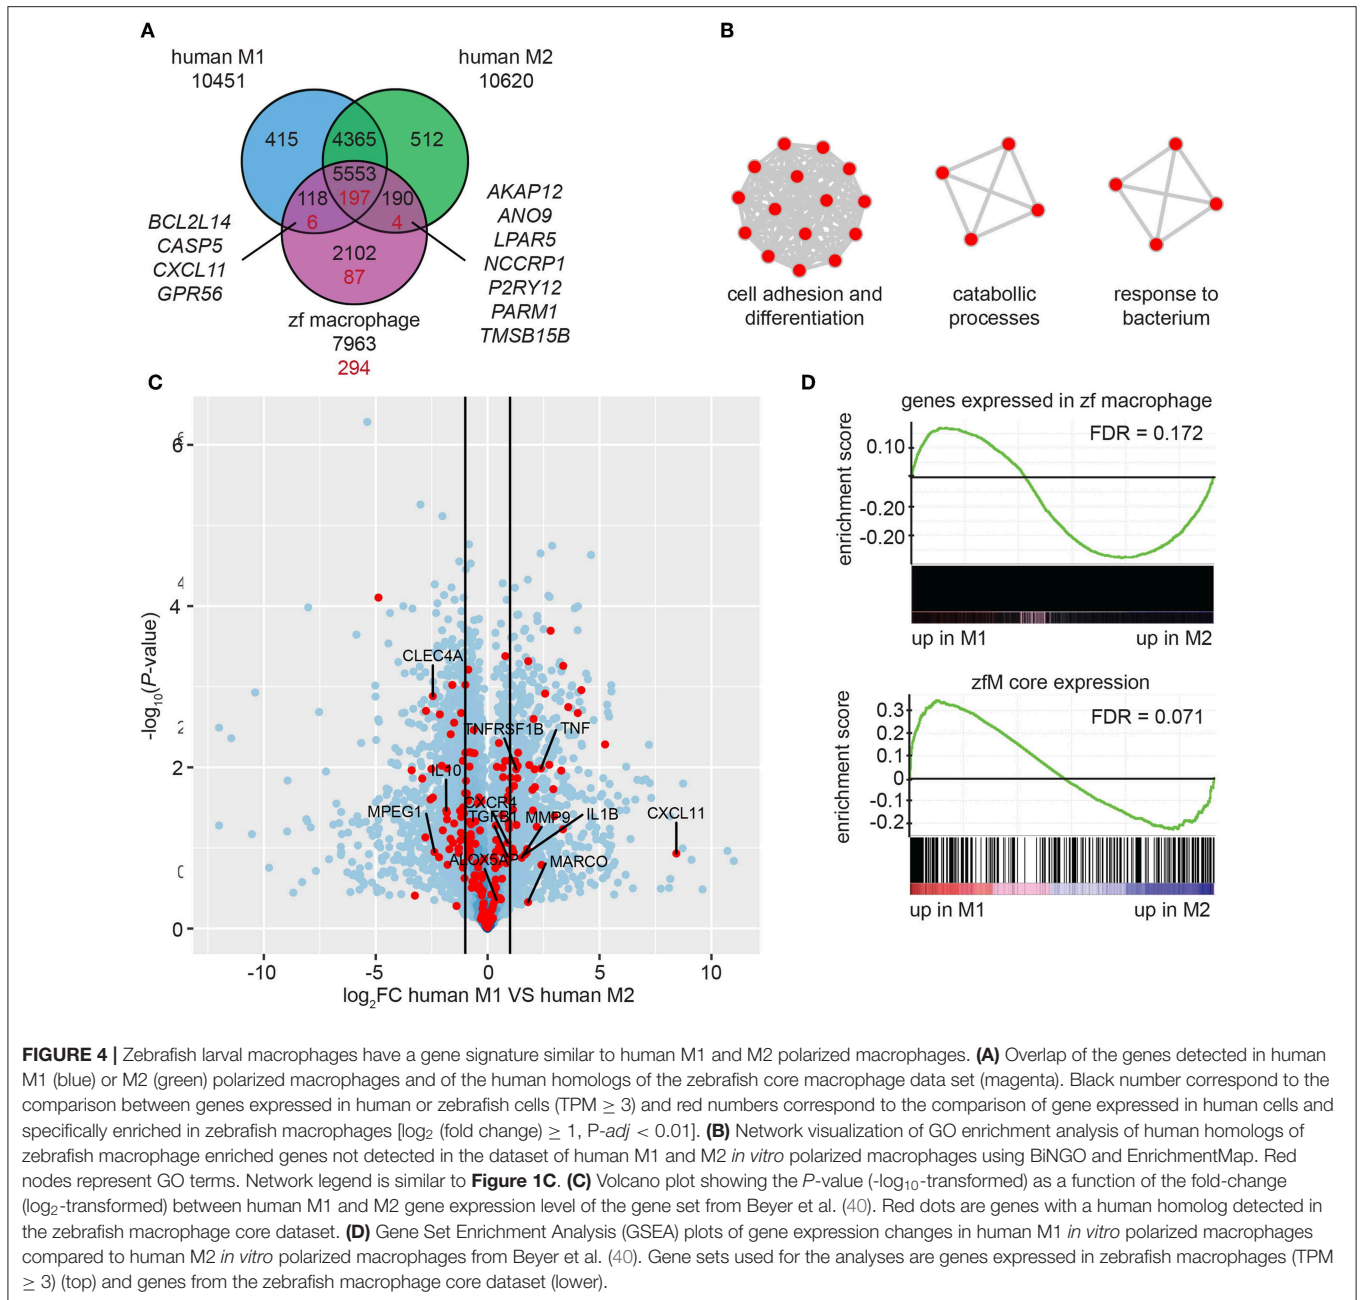 A
human M1
10451
human M2
10620
415
4365
512
5553
118
197
190
6
4
2102
87
BCL2L14
CASP5
CXCL11
GPR56
AKAP12
ANO9
LPAR5
NCCRP1
P2RY12
PARM1
TMSB15B
zf macrophage
7963
294
B
cell adhesion and
differentiation
catabollic
processes
response to
bacterium
C
6
4
2
0
-log₁₀(P-value)
CLEC4A
TNFRSF1B
TNF
IL10
CXCR4
MPEG1
TGFB1
MMP9
IL1B
CXCL11
ALOX5AP
MARCO
-10
-5
0
5
10
log₂FC human M1 VS human M2
D
genes expressed in zf macrophage
FDR = 0.172
enrichment score
0.10
-0.20
-0.20
up in M1
up in M2
zfM core expression
FDR = 0.071
enrichment score
0.3
0.2
0.1
0
-0.1
-0.2
up in M1
up in M2
FIGURE 4 | Zebrafish larval macrophages have a gene signature similar to human M1 and M2 polarized macrophages. (A) Overlap of the genes detected in human
M1 (blue) or M2 (green) polarized macrophages and of the human homologs of the zebrafish core macrophage data set (magenta). Black number correspond to the
comparison between genes expressed in human or zebrafish cells (TPM ≥ 3) and red numbers correspond to the comparison of gene expressed in human cells and
specifically enriched in zebrafish macrophages [log₂ (fold change) ≥ 1, P-adj < 0.01]. (B) Network visualization of GO enrichment analysis of human homologs of
zebrafish macrophage enriched genes not detected in the dataset of human M1 and M2 in vitro polarized macrophages using BiNGO and EnrichmentMap. Red
nodes represent GO terms. Network legend is similar to Figure 1C. (C) Volcano plot showing the P-value (-log₁₀-transformed) as a function of the fold-change
(log₂-transformed) between human M1 and M2 gene expression level of the gene set from Beyer et al. (40). Red dots are genes with a human homolog detected in
the zebrafish macrophage core dataset. (D) Gene Set Enrichment Analysis (GSEA) plots of gene expression changes in human M1 in vitro polarized macrophages
compared to human M2 in vitro polarized macrophages from Beyer et al. (40). Gene sets used for the analyses are genes expressed in zebrafish macrophages (TPM
≥ 3) (top) and genes from the zebrafish macrophage core dataset (lower).